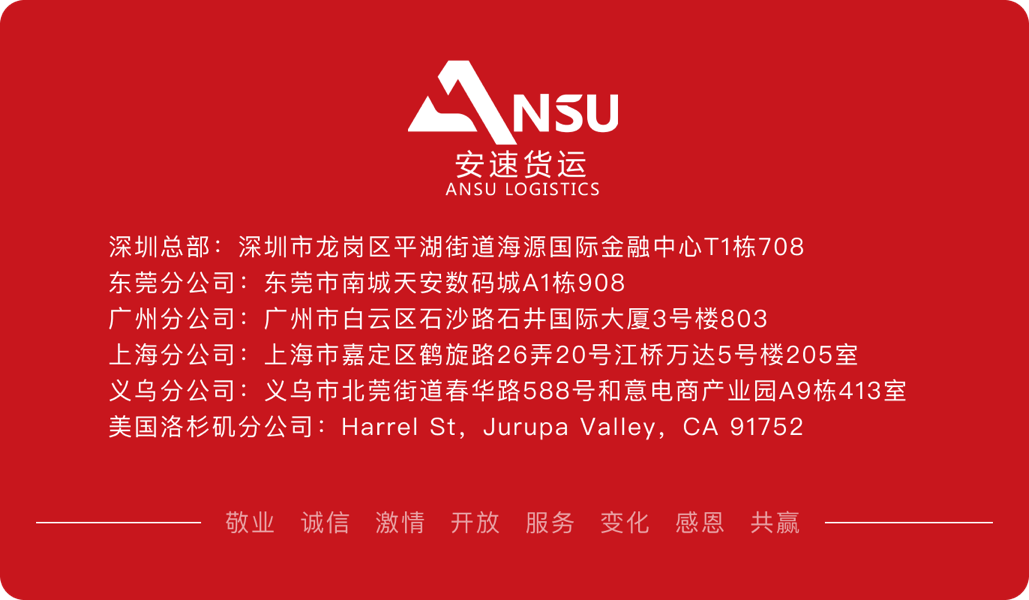 ANSU
安速货运
ANSU LOGISTICS
深圳总部：深圳市龙岗区平湖街道海源国际金融中心T1栋708
东莞分公司：东莞市南城天安数码城A1栋908
广州分公司：广州市白云区石沙路石井国际大厦3号楼803
上海分公司：上海市嘉定区鹤旋路26弄20号江桥万达5号楼205室
义乌分公司：义乌市北莞街道春华路588号和意电商产业园A9栋413室
美国洛杉矶分公司：Harrel St，Jurupa Valley，CA 91752
敬业 诚信 激情 开放 服务 变化 感恩 共赢